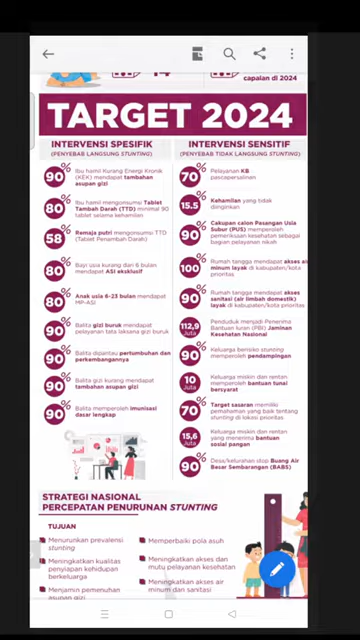 14
capaian di 2024
TARGET 2024
INTERVENSI SPESIFIK
(PENYEBAB LANGSUNG STUNTING)
90%
Ibu hamil Kurang Energi Kronik
(KEK) mendapat tambahan
asupan gizi
80%
Ibu hamil mengonsumsi Tablet
Tambah Darah (TTD) minimal 90
tablet selama kehamilan
58%
Remaja putri mengonsumsi TTD
(Tablet Penambah Darah)
80%
Bayi usia kurang dari 6 bulan
mendapat ASI eksklusif
80%
Anak usia 6-23 bulan mendapat
MP-ASI
90%
Balita gizi buruk mendapat
pelayanan tata laksana gizi buruk
90%
Balita dipantau pertumbuhan dan
perkembangannya
90%
Balita gizi kurang mendapat
tambahan asupan gizi
90%
Balita memperoleh imunisasi
dasar lengkap
INTERVENSI SENSITIF
(PENYEBAB TIDAK LANGSUNG STUNTING)
70%
Pelayanan KB
pascapersalinan
15.5%
Kehamilan yang tidak
diinginkan
90%
Cakupan calon Pasangan Usia
Subur (PUS) memperoleh
pemeriksaan kesehatan sebagai
bagian pelayanan nikah
100%
Rumah tangga mendapat akses air
minum layak di kabupaten/kota
prioritas
90%
Rumah tangga mendapat akses
sanitasi (air limbah domestik)
layak di kabupaten/kota prioritas
112,9
Juta
Penduduk menjadi Penerima
Bantuan Iuran (PBI) Jaminan
Kesehatan Nasional
90%
Keluarga berisiko stunting
memperoleh pendampingan
10
Juta
Keluarga miskin dan rentan
memperoleh bantuan tunai
bersyarat
70%
Target sasaran memiliki
pemahaman yang baik tentang
stunting di lokasi prioritas
15,6
Juta
Keluarga miskin dan rentan
yang menerima bantuan
sosial pangan
90%
Desa/kelurahan stop Buang Air
Besar Sembarangan (BABS)
STRATEGI NASIONAL
PERCEPATAN PENURUNAN STUNTING
TUJUAN
Menurunkan prevalensi
stunting
Meningkatkan kualitas
penyiapan kehidupan
berkeluarga
Menjamin pemenuhan
asupan gizi
Memperbaiki pola asuh
Meningkatkan akses dan
mutu pelayanan kesehatan
Meningkatkan akses air
minum dan sanitasi